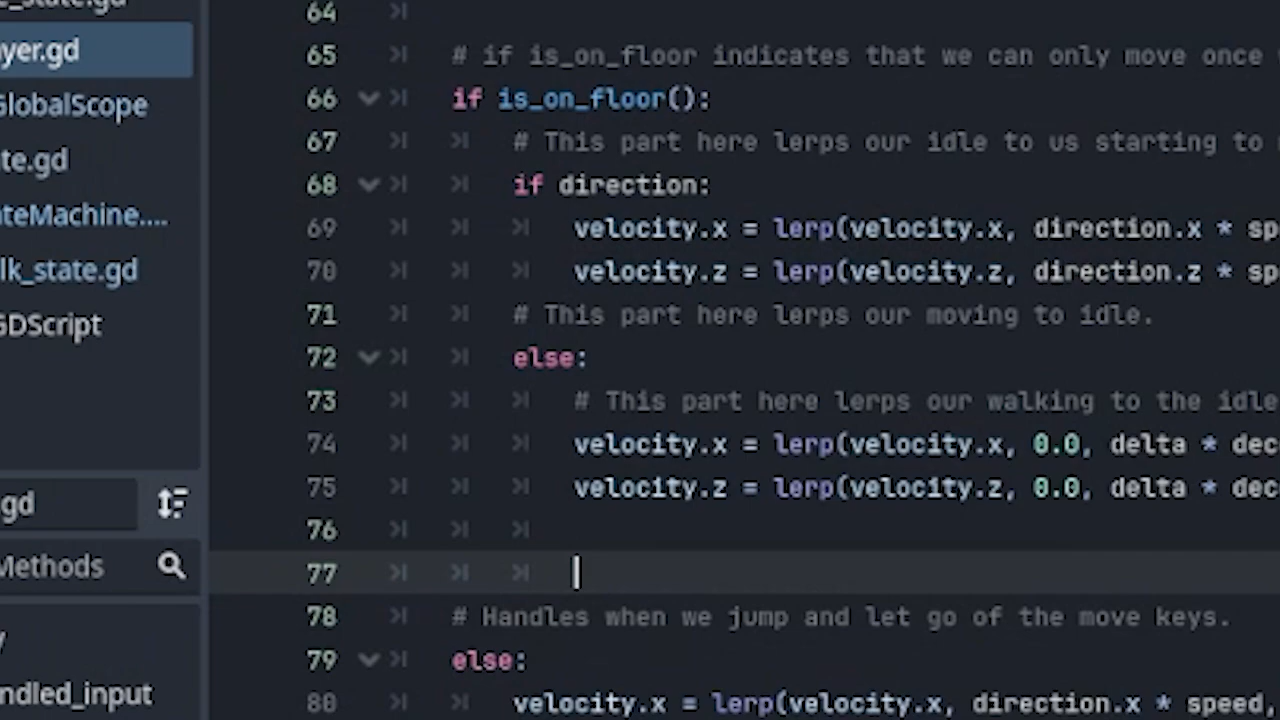 _state.gd
yer.gd
GlobalScope
te.gd
ateMachine....
lk_state.gd
GDScript
gd
Methods
ndled_input
64
65 # if is_on_floor indicates that we can only move once
66 if is_on_floor():
67 # This part here lerps our idle to us starting to
68 if direction:
69 velocity.x = lerp(velocity.x, direction.x * sp
70 velocity.z = lerp(velocity.z, direction.z * sp
71 # This part here lerps our moving to idle.
72 else:
73 # This part here lerps our walking to the idle
74 velocity.x = lerp(velocity.x, 0.0, delta * dec
75 velocity.z = lerp(velocity.z, 0.0, delta * dec
76
77
78 # Handles when we jump and let go of the move keys.
79 else:
80 velocity.x = lerp(velocity.x, direction.x * speed,